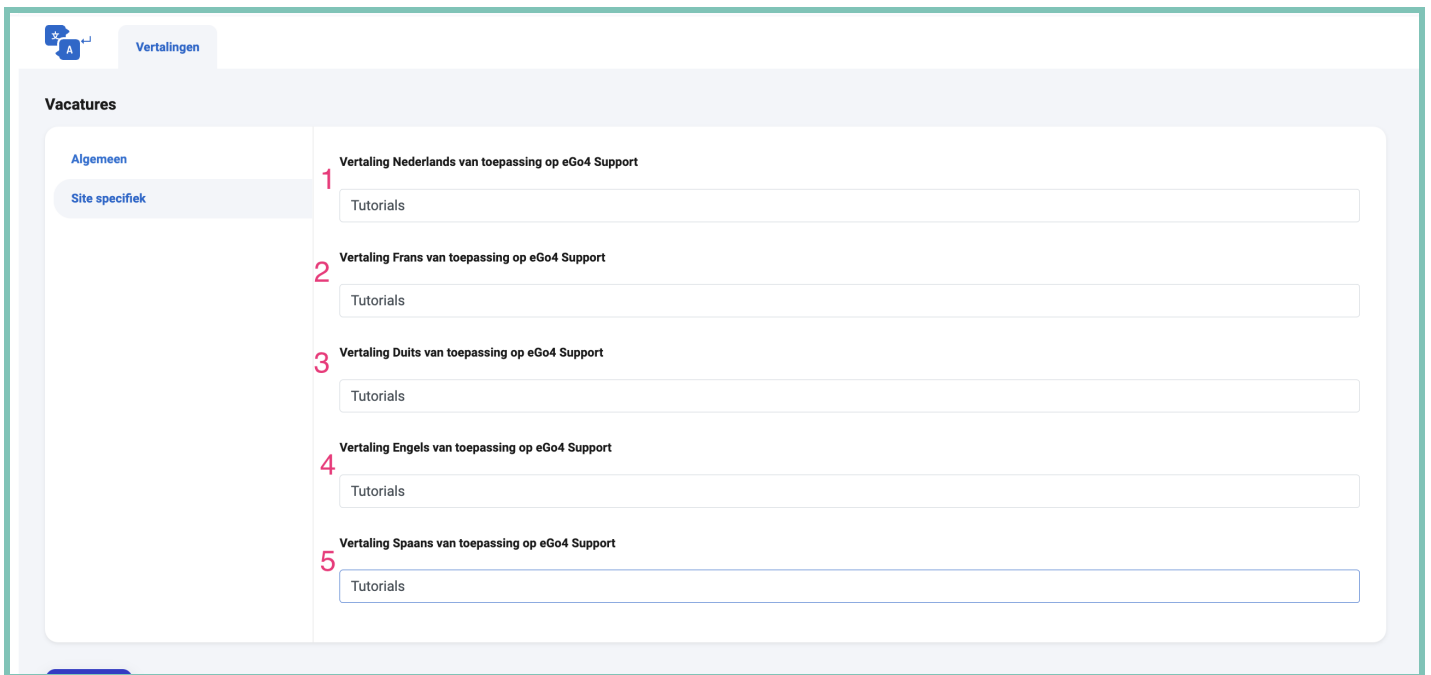 文
A
Vertalingen
Vacatures
Algemeen
Site specifiek
1
Vertaling Nederlands van toepassing op eGo4 Support
Tutorials
2
Vertaling Frans van toepassing op eGo4 Support
Tutorials
3
Vertaling Duits van toepassing op eGo4 Support
Tutorials
4
Vertaling Engels van toepassing op eGo4 Support
Tutorials
5
Vertaling Spaans van toepassing op eGo4 Support
Tutorials